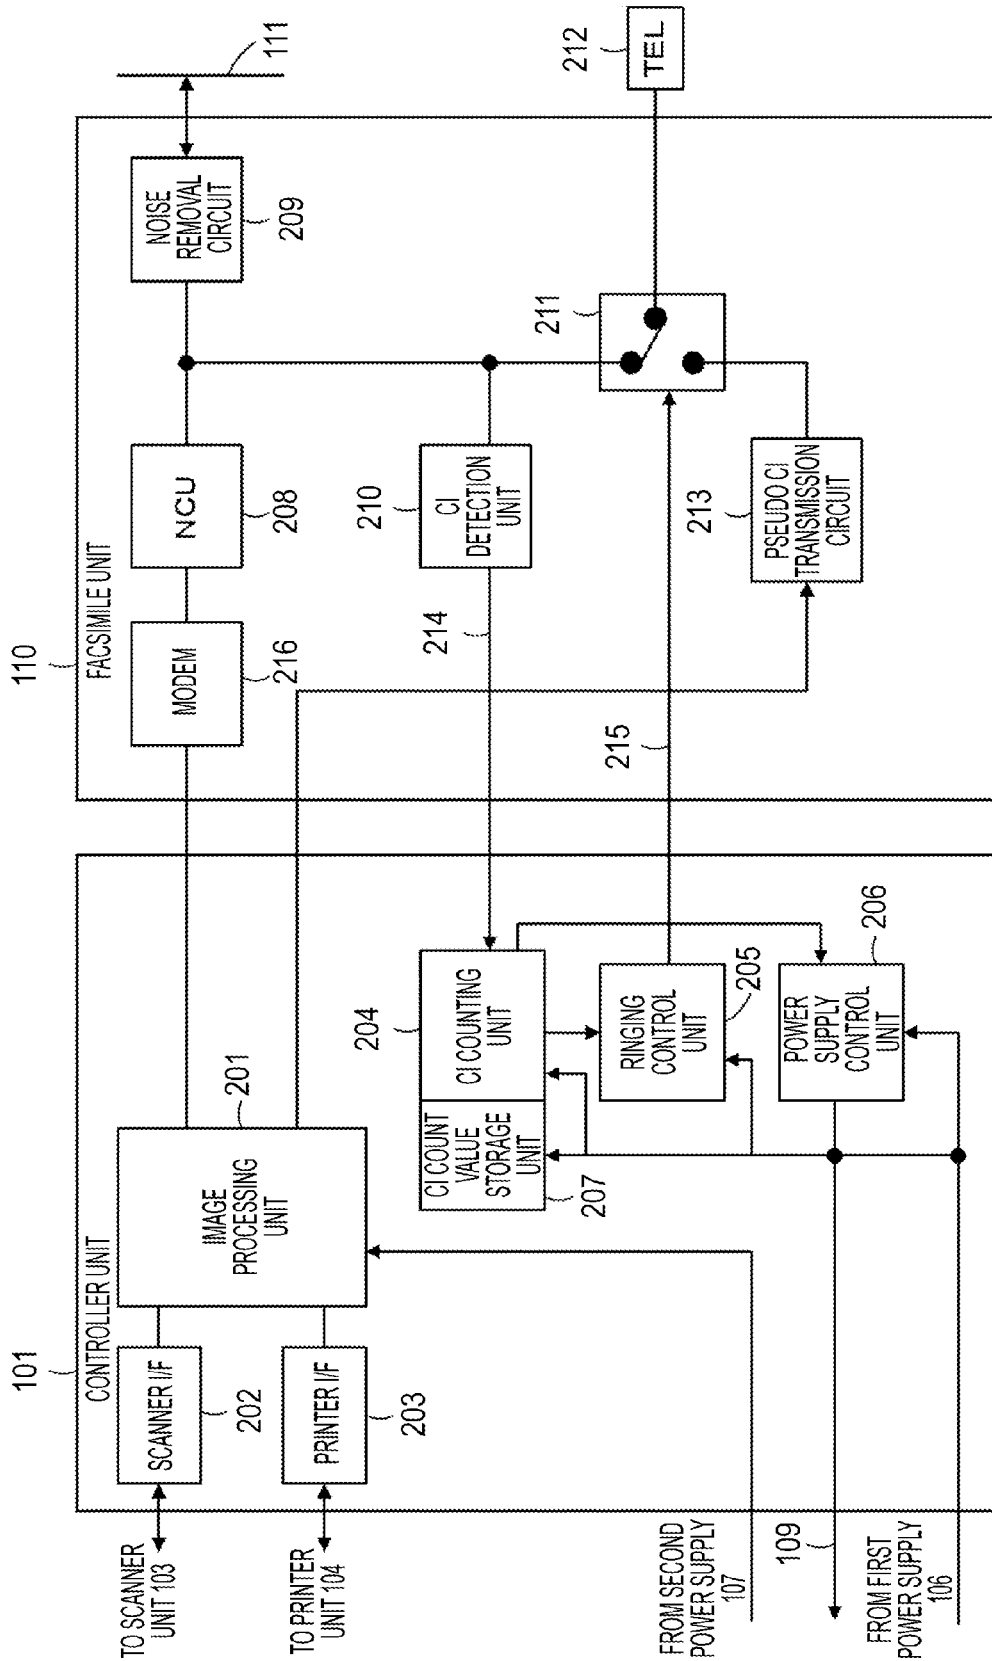 110
FACSIMILE UNIT
111
NOISE
REMOVAL
CIRCUIT
209
NCU
208
MODEM
216
CI
DETECTION
UNIT
210
214
211
TEL
212
PSEUDO CI
TRANSMISSION
CIRCUIT
213
215
101
CONTROLLER UNIT
IMAGE
PROCESSING
UNIT
201
SCANNER I/F
202
PRINTER I/F
203
CI COUNT
VALUE
STORAGE
UNIT
207
CI COUNTING
UNIT
204
RINGING
CONTROL
UNIT
205
POWER
SUPPLY
CONTROL
UNIT
206
TO SCANNER
UNIT 103
TO PRINTER
UNIT 104
FROM SECOND
POWER SUPPLY
107
109
FROM FIRST
POWER SUPPLY
106